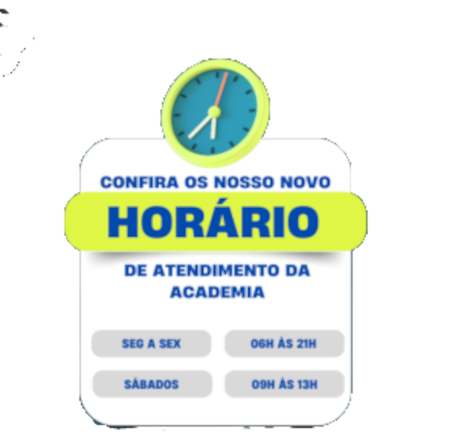 CONFIRA OS NOSSO NOVO
HORÁRIO
DE ATENDIMENTO DA
ACADEMIA
SEG A SEX
06H ÀS 21H
SÁBADOS
09H ÀS 13H